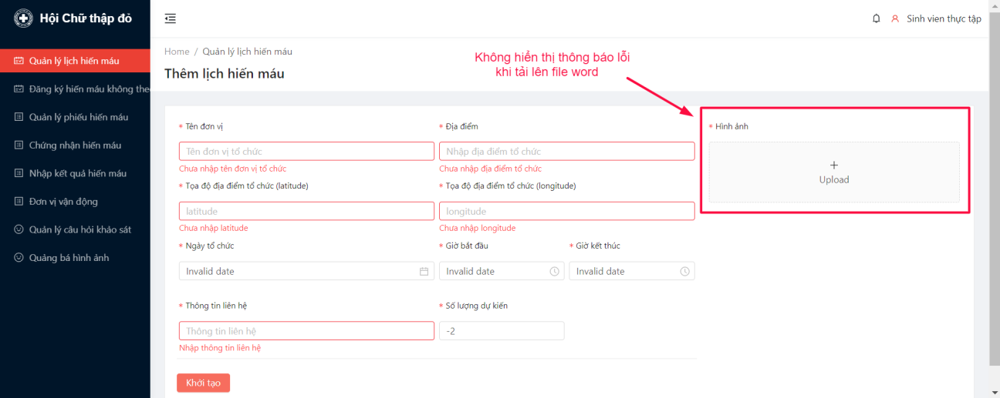 Hội Chữ thập đỏ
Sinh vien thực tập
Quản lý lịch hiến máu
Đăng ký hiến máu không the
Quản lý phiếu hiến máu
Chứng nhận hiến máu
Nhập kết quả hiến máu
Đơn vị vận động
Quản lý câu hỏi khảo sát
Quảng bá hình ảnh
Home / Quản lý lịch hiến máu
Thêm lịch hiến máu
Không hiển thị thông báo lỗi
khi tải lên file word
* Tên đơn vị
* Địa điểm
Tên đơn vị tổ chức
Nhập địa điểm tổ chức
Chưa nhập tên đơn vị tổ chức
Chưa nhập địa điểm tổ chức
* Tọa độ địa điểm tổ chức (latitude)
* Tọa độ địa điểm tổ chức (longitude)
latitude
longitude
Chưa nhập latitude
Chưa nhập longitude
* Ngày tổ chức
* Giờ bắt đầu
* Giờ kết thúc
Invalid date
Invalid date
Invalid date
* Thông tin liên hệ
* Số lượng dự kiến
Thông tin liên hệ
-2
Nhập thông tin liên hệ
Khởi tạo
* Hình ảnh
+
Upload